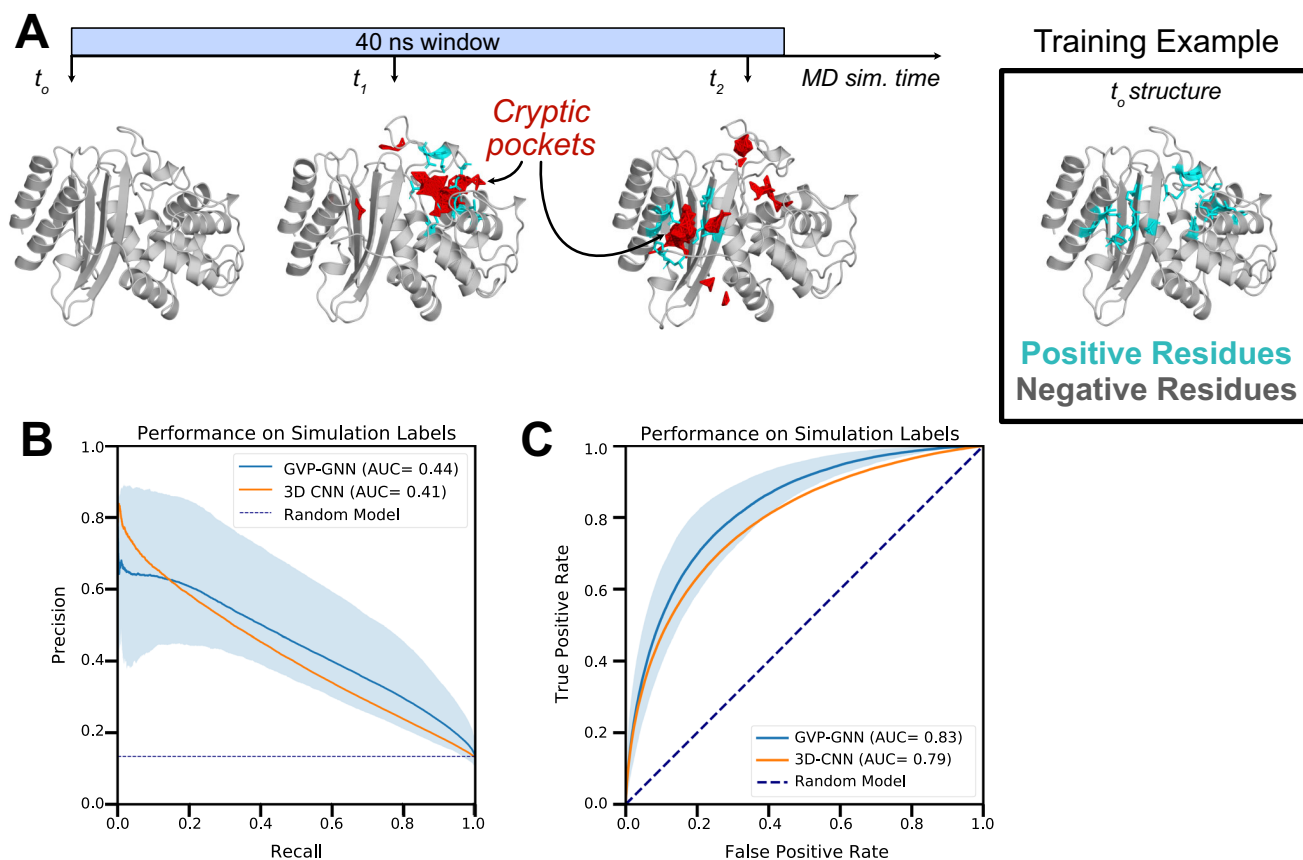 A
40 ns window
t₀
t₁
t₂
MD sim. time
Cryptic
pockets
Training Example
t₀ structure
Positive Residues
Negative Residues
B
Performance on Simulation Labels
GVP-GNN (AUC= 0.44)
3D CNN (AUC= 0.41)
Random Model
Precision
1.0
0.8
0.6
0.4
0.2
0.0
0.0 0.2 0.4 0.6 0.8 1.0
Recall
C
Performance on Simulation Labels
True Positive Rate
1.0
0.8
0.6
0.4
0.2
0.0
GVP-GNN (AUC= 0.83)
3D-CNN (AUC= 0.79)
Random Model
0.0 0.2 0.4 0.6 0.8 1.0
False Positive Rate